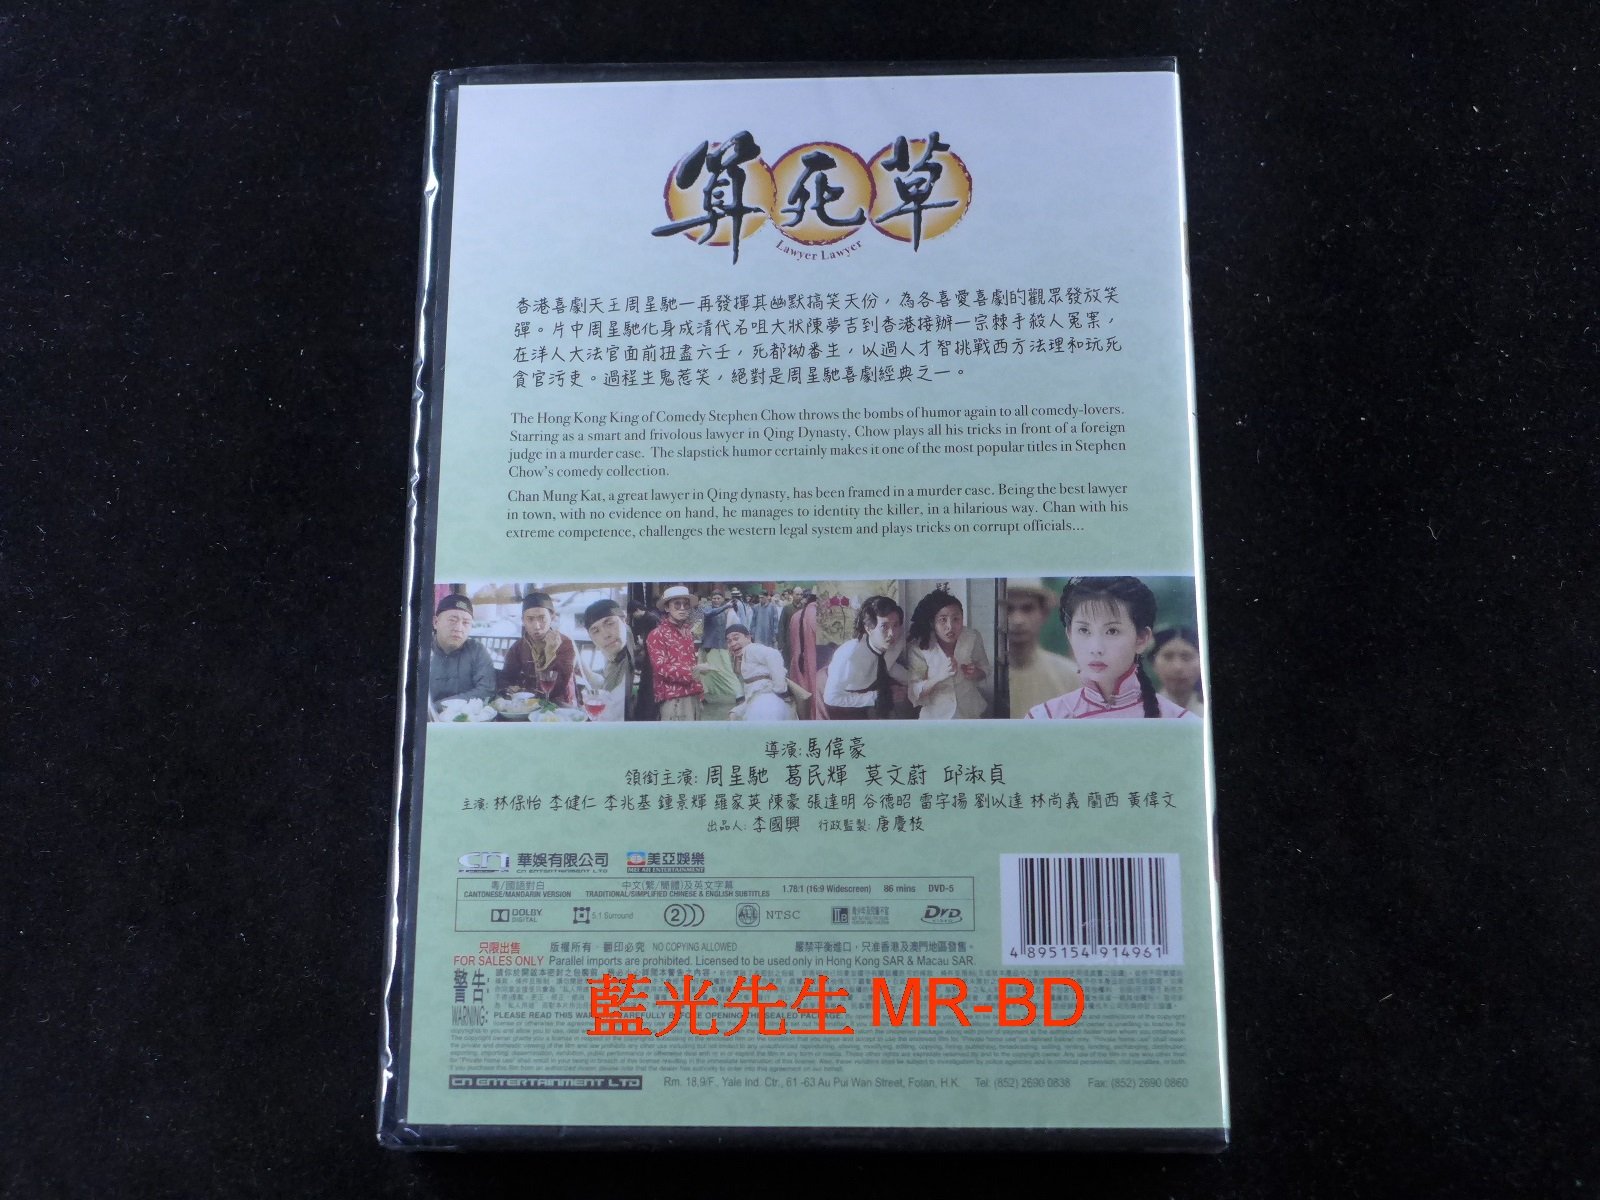 算死草
Lawyer Lawyer
香港喜劇天王周星馳一再發揮其幽默搞笑天份，為各喜愛喜劇的觀眾發放笑
彈。片中周星馳化身成清代名咀大狀陳夢吉到香港接辦一宗棘手殺人冤案，
在洋人大法官面前扭盡六壬，死都拗番生，以過人才智挑戰西方法理和玩死
貪官污吏。過程生鬼惹笑，絕對是周星馳喜劇經典之一。
The Hong Kong King of Comedy Stephen Chow throws the bombs of humor again to all comedy-lovers.
Starring as a smart and frivolous lawyer in Qing Dynasty, Chow plays all his tricks in front of a foreign
judge in a murder case. The slapstick humor certainly makes it one of the most popular titles in Stephen
Chow's comedy collection.
Chan Mung Kat, a great lawyer in Qing dynasty, has been framed in a murder case. Being the best lawyer
in town, with no evidence on hand, he manages to identity the killer, in a hilarious way. Chan with his
extreme competence, challenges the western legal system and plays tricks on corrupt officials...
導演:馬偉豪
領銜主演: 周星馳 葛民輝 莫文蔚 邱淑貞
主演: 林保怡 李健仁 李兆基 鍾景輝 羅家英 陳豪 張達明 谷德昭 雷宇揚 劉以達 林尚義 蘭西 黃偉文
出品人: 李國興 行政監製: 唐慶枝
華娛有限公司 美亞娛樂
CN ENTERTAINMENT LTD MEI AH ENTERTAINMENT
粵/國語對白 中文(繁/簡體)及英文字幕 1.78:1 (16:9 Widescreen) 86 mins DVD-5
CANTONESE/MANDARIN VERSION TRADITIONAL/SIMPLIFIED CHINESE & ENGLISH SUBTITLES
DOLBY DIGITAL 5.1 Surround 2 ALL NTSC IIB DVD VIDEO
只限出售 版權所有·翻印必究 NO COPYING ALLOWED 嚴禁平衡進口，只准香港及澳門地區發售。
FOR SALES ONLY Parallel imports are prohibited. Licensed to be used only in Hong Kong SAR & Macau SAR.
4 895154 914961
警告:
WARNING: PLEASE READ THIS WARNING CAREFULLY BEFORE OPENING THE SEALED PACKAGE.
藍光先生 MR-BD
CN ENTERTAINMENT LTD Rm. 18,9/F, Yale Ind. Ctr., 61-63 Au Pui Wan Street, Fotan, H.K. Tel: (852) 2690 0838 Fax: (852) 2690 0860